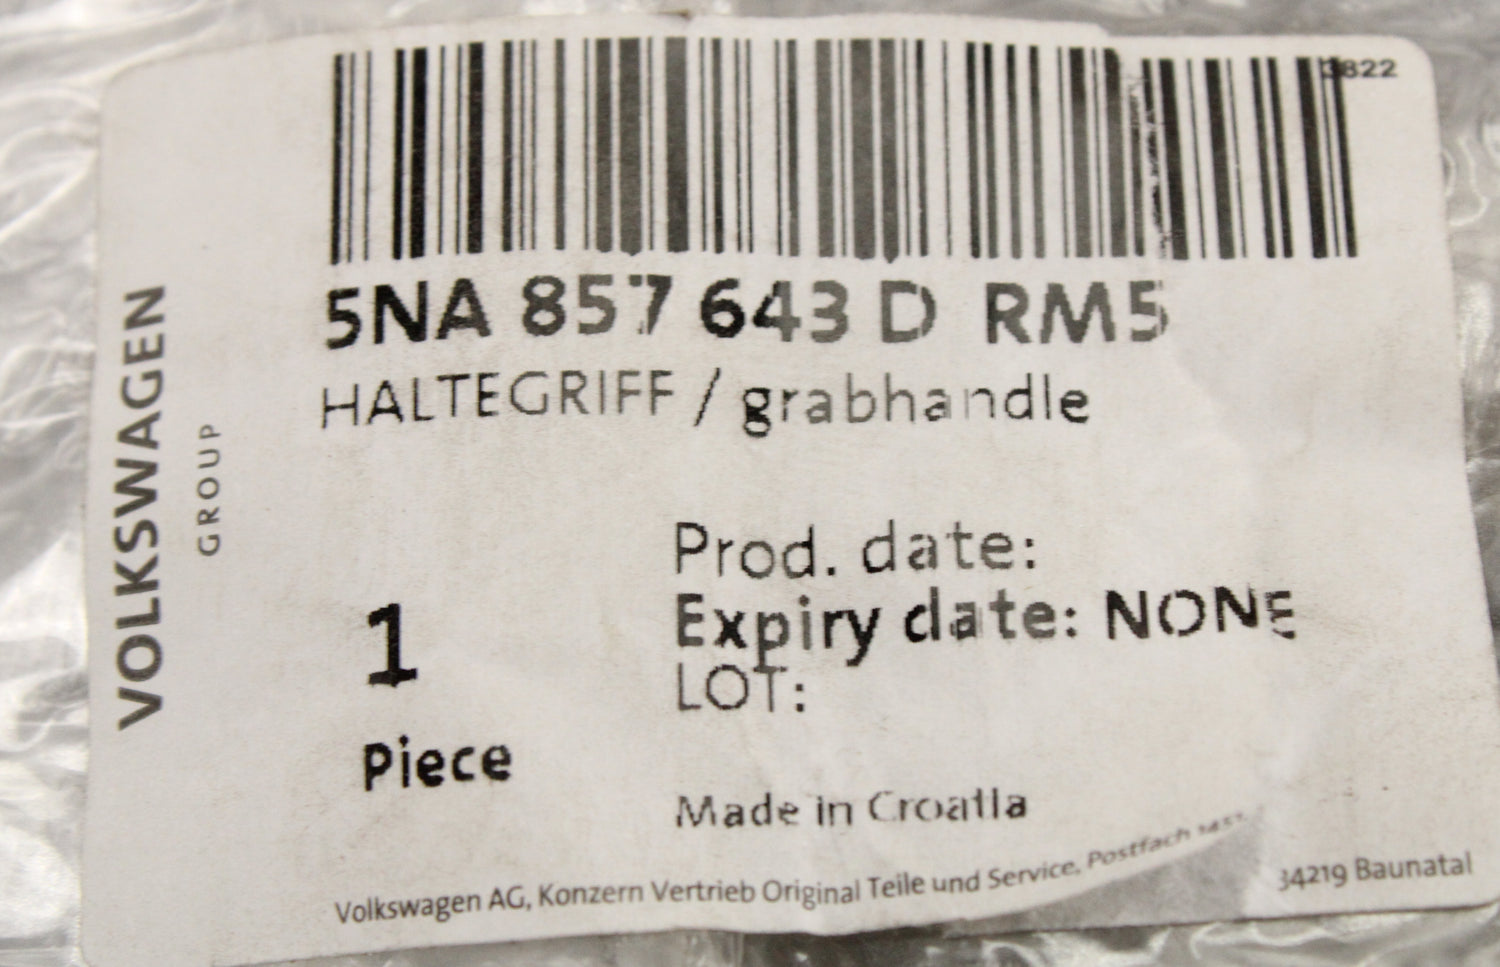 5NA 857 643 D RM5
HALTEGRIFF / grabhandle
VOLKSWAGEN
GROUP
Prod. date:
Expiry date: NONE
LOT:
1
Piece
Made in Croatia
Volkswagen AG, Konzern Vertrieb Original Teile und Service, Postfach 34219 Baunatal